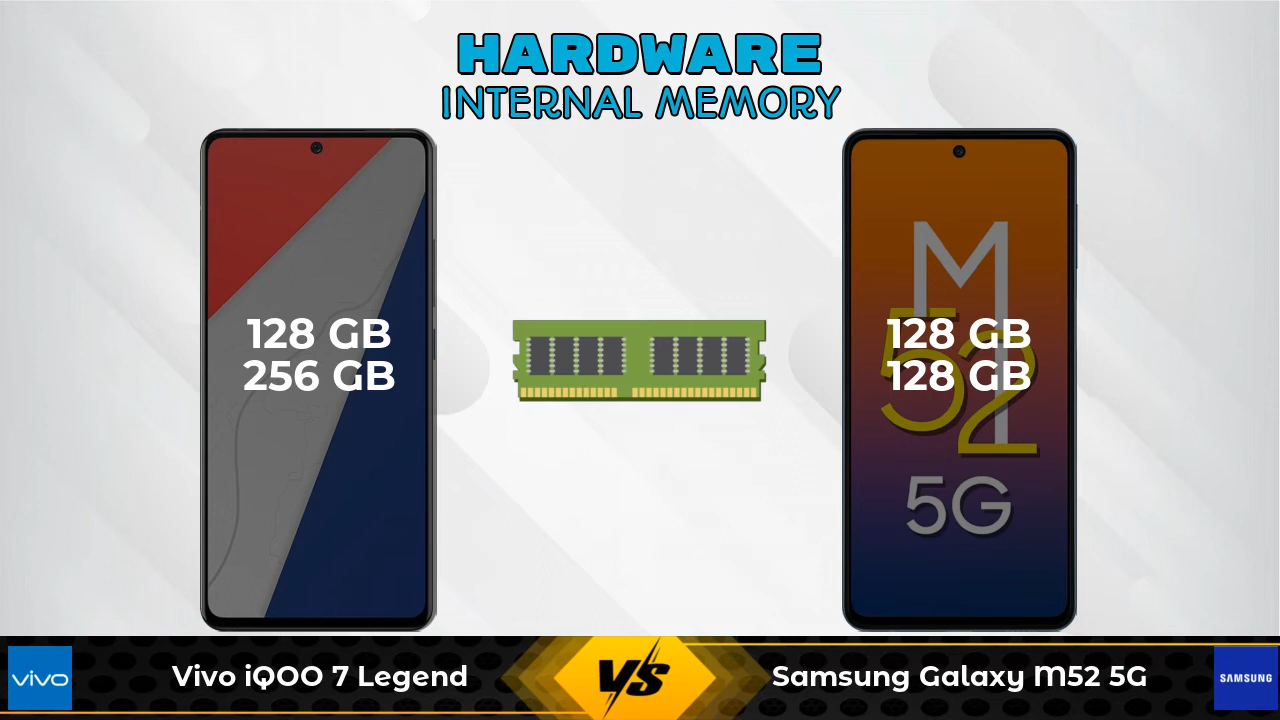 HARDWARE
INTERNAL MEMORY
128 GB
256 GB
M
52
5G
128 GB
128 GB
vivo
Vivo iQOO 7 Legend
VS
Samsung Galaxy M52 5G
SAMSUNG